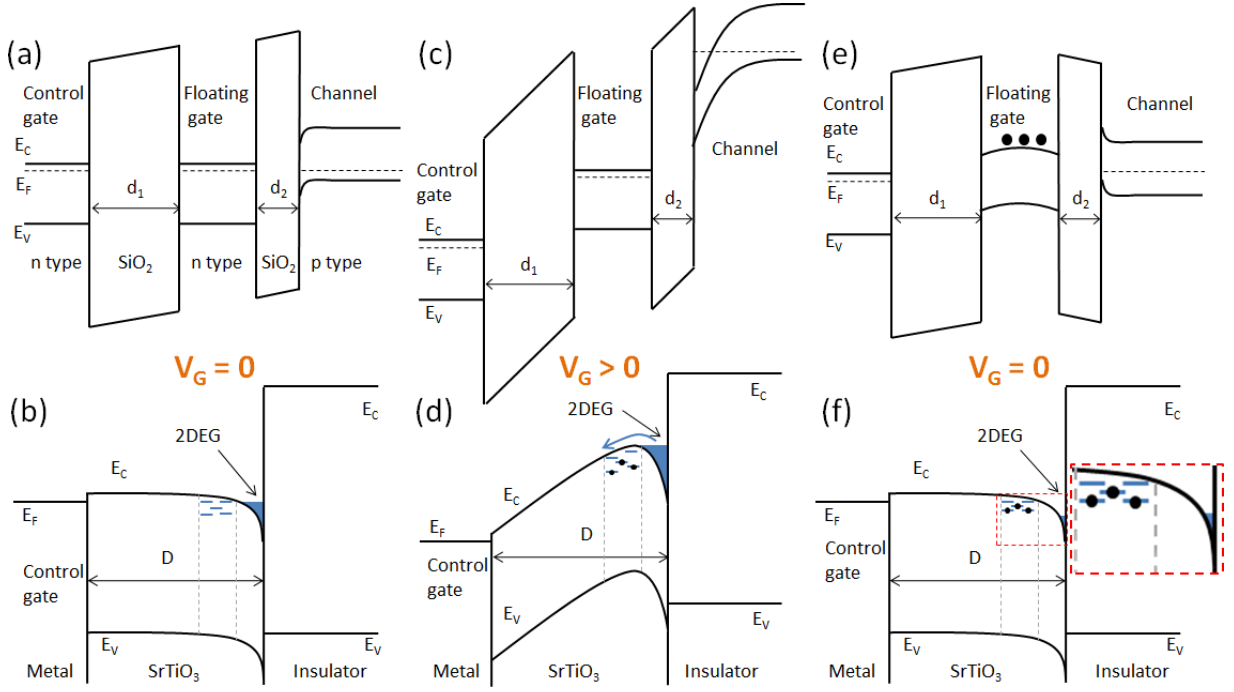 (a)
Control
gate
Floating
gate
Channel
E_C
E_F
E_V
d₁
d₂
n type
SiO₂
n type
SiO₂
p type
(c)
Floating
gate
Channel
Control
gate
E_C
E_F
E_V
d₁
d₂
(e)
Control
gate
Floating
gate
Channel
E_C
E_F
E_V
d₁
d₂
V_G = 0
V_G > 0
V_G = 0
(b)
2DEG
E_C
E_C
E_F
D
Control
gate
E_V
E_V
Metal
SrTiO₃
Insulator
(d)
2DEG
E_C
E_C
E_F
D
Control
gate
E_V
E_V
Metal
SrTiO₃
Insulator
(f)
2DEG
E_C
E_C
E_F
D
Control
gate
E_V
E_V
Metal
SrTiO₃
Insulator